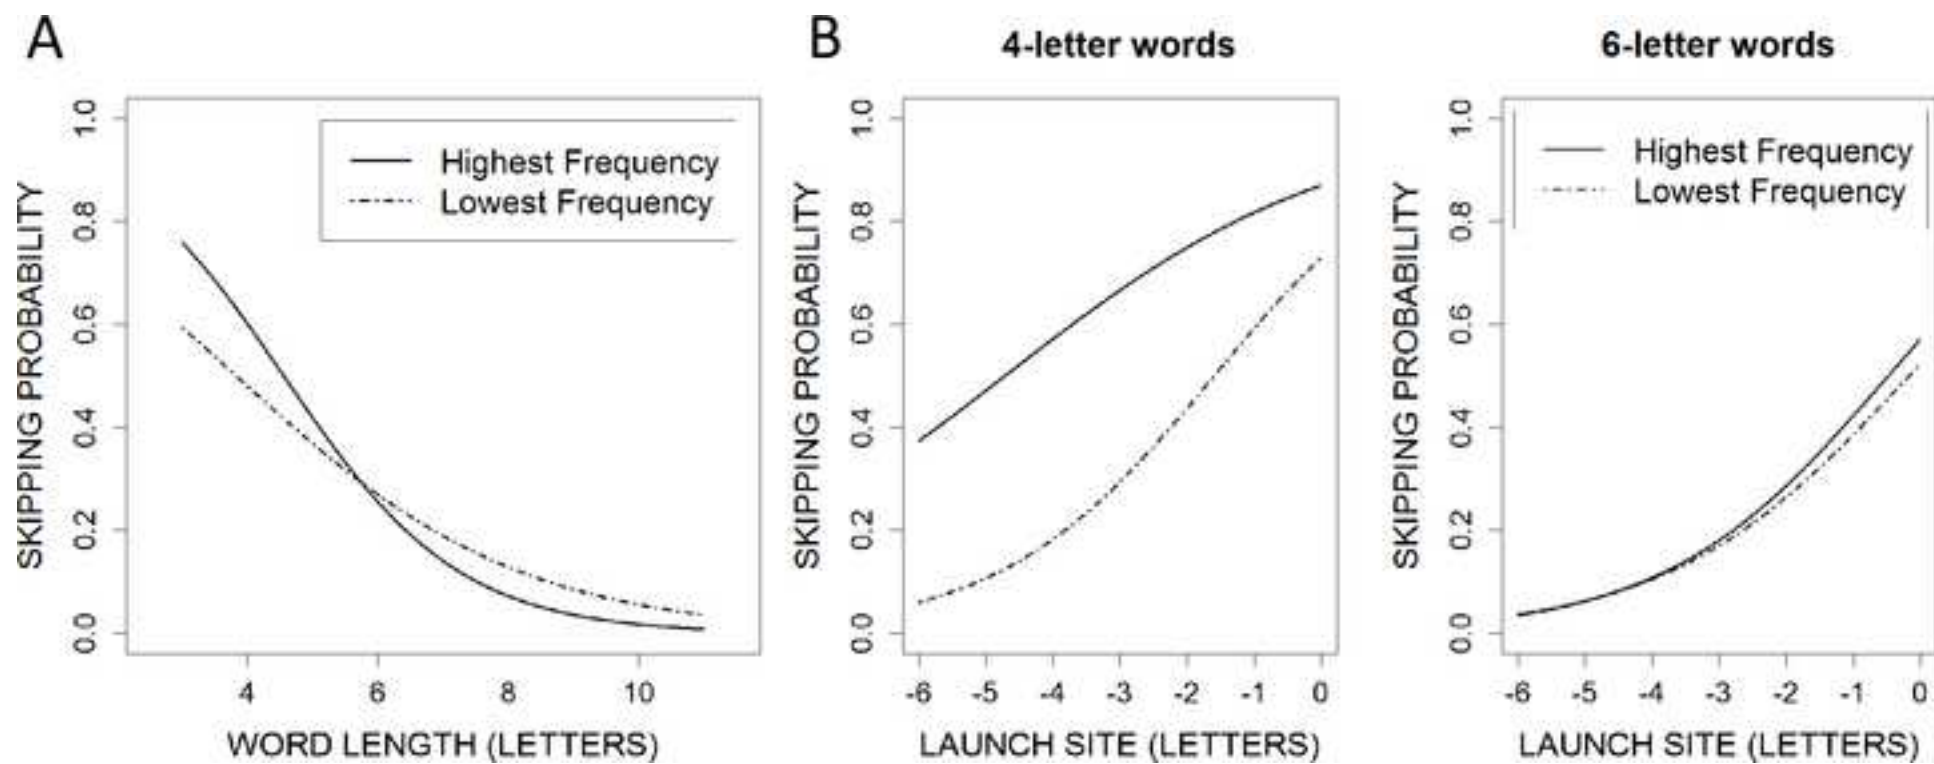 A
SKIPPING PROBABILITY
1.0
0.8
0.6
0.4
0.2
0.0
Highest Frequency
Lowest Frequency
4 6 8 10
WORD LENGTH (LETTERS)
B
4-letter words
SKIPPING PROBABILITY
1.0
0.8
0.6
0.4
0.2
0.0
-6 -5 -4 -3 -2 -1 0
LAUNCH SITE (LETTERS)
6-letter words
SKIPPING PROBABILITY
1.0
0.8
0.6
0.4
0.2
0.0
Highest Frequency
Lowest Frequency
-6 -5 -4 -3 -2 -1 0
LAUNCH SITE (LETTERS)